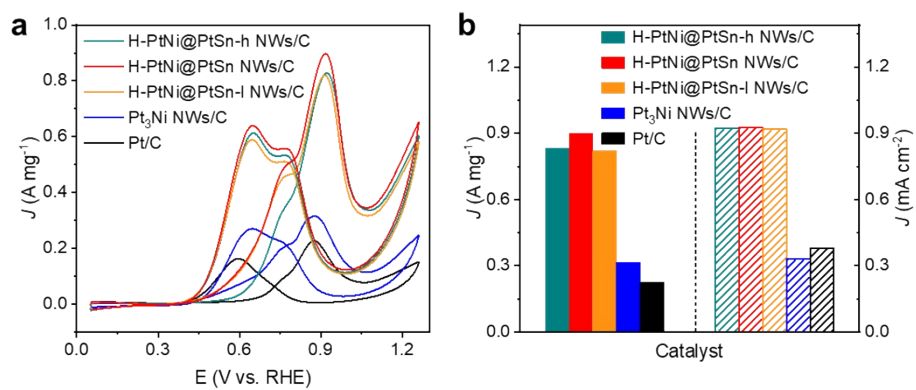 a
H-PtNi@PtSn-h NWs/C
H-PtNi@PtSn NWs/C
H-PtNi@PtSn-l NWs/C
Pt₃Ni NWs/C
Pt/C
J (A mg⁻¹)
1.0
0.8
0.6
0.4
0.2
0.0
0.0 0.3 0.6 0.9 1.2
E (V vs. RHE)
b
H-PtNi@PtSn-h NWs/C
H-PtNi@PtSn NWs/C
H-PtNi@PtSn-l NWs/C
Pt₃Ni NWs/C
Pt/C
J (A mg⁻¹)
1.2
0.9
0.6
0.3
0.0
1.2
0.9
0.6
0.3
0.0
J (mA cm⁻²)
Catalyst